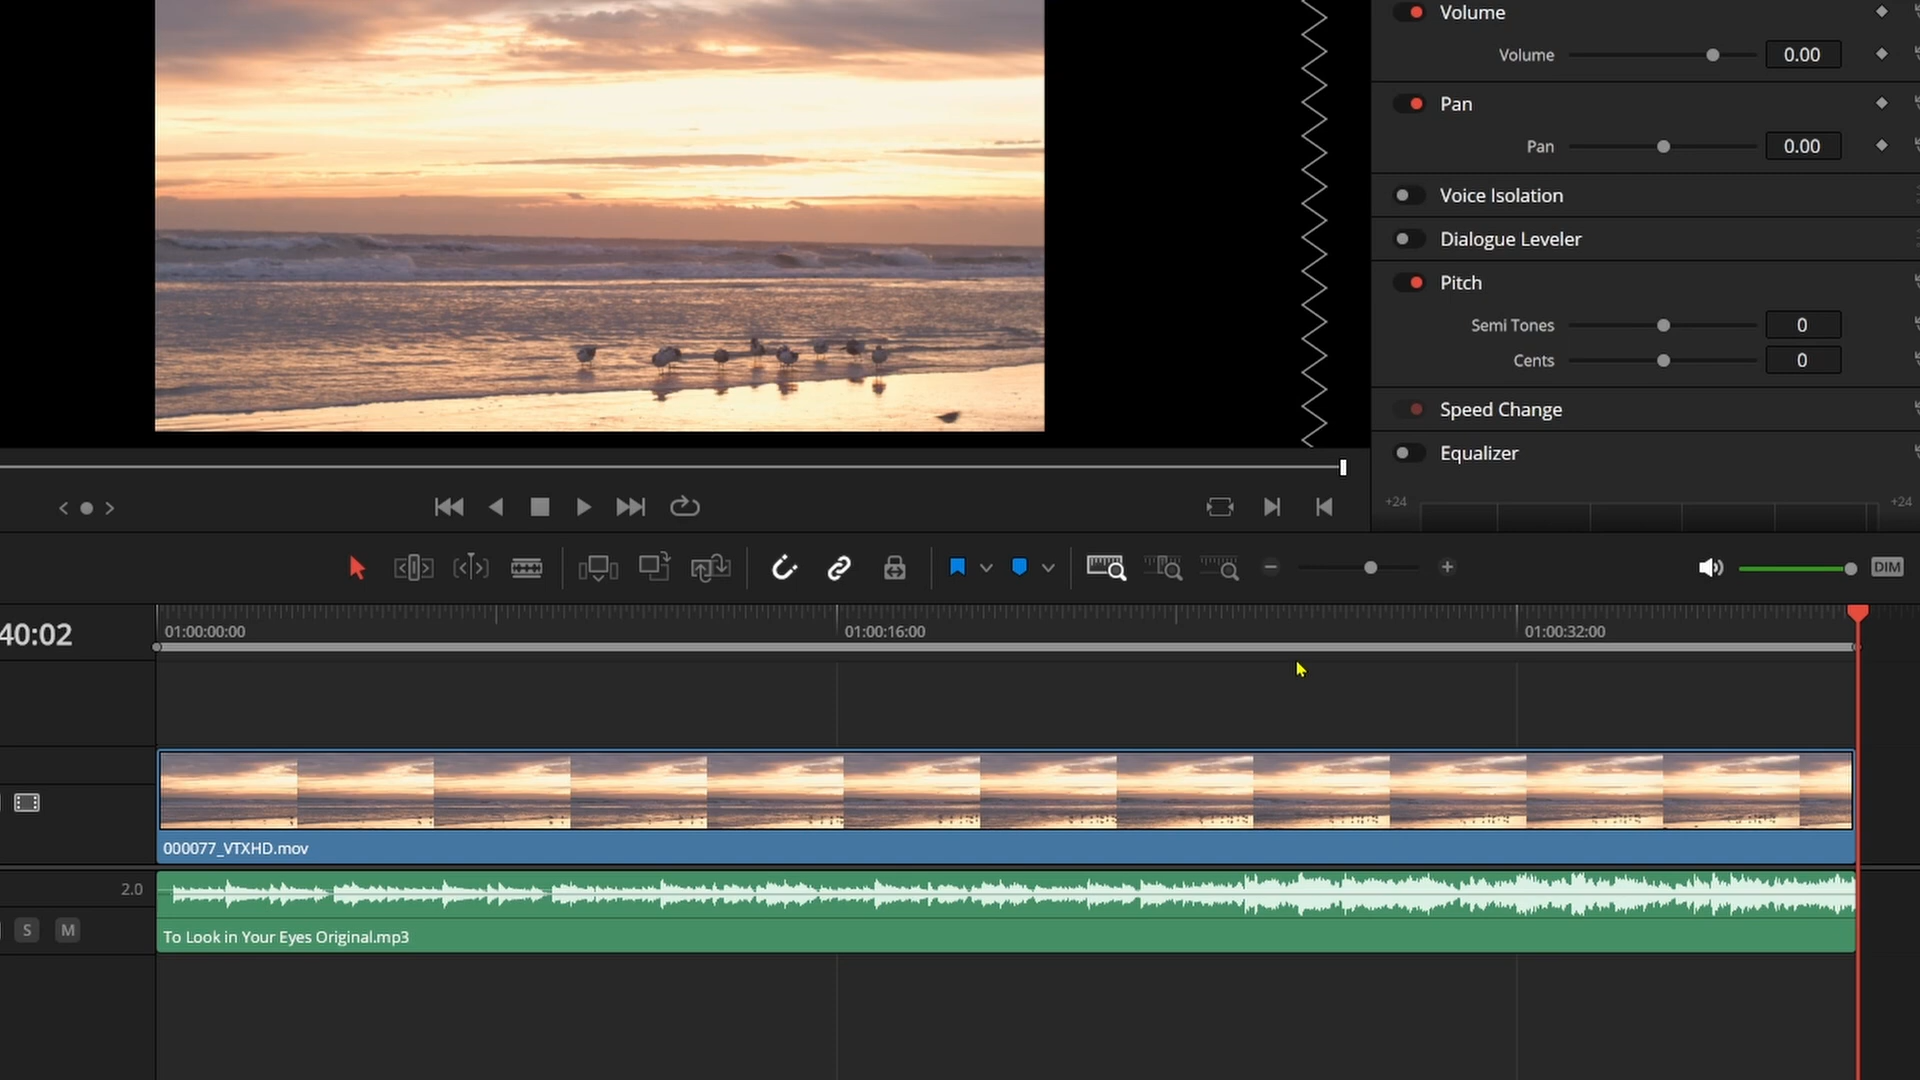 Volume
Volume 0.00
Pan
Pan 0.00
Voice Isolation
Dialogue Leveler
Pitch
Semi Tones 0
Cents 0
Speed Change
Equalizer
+24 +24
DIM
40:02
01:00:00:00 01:00:16:00 01:00:32:00
000077_VTXHD.mov
2.0
S M
To Look in Your Eyes Original.mp3